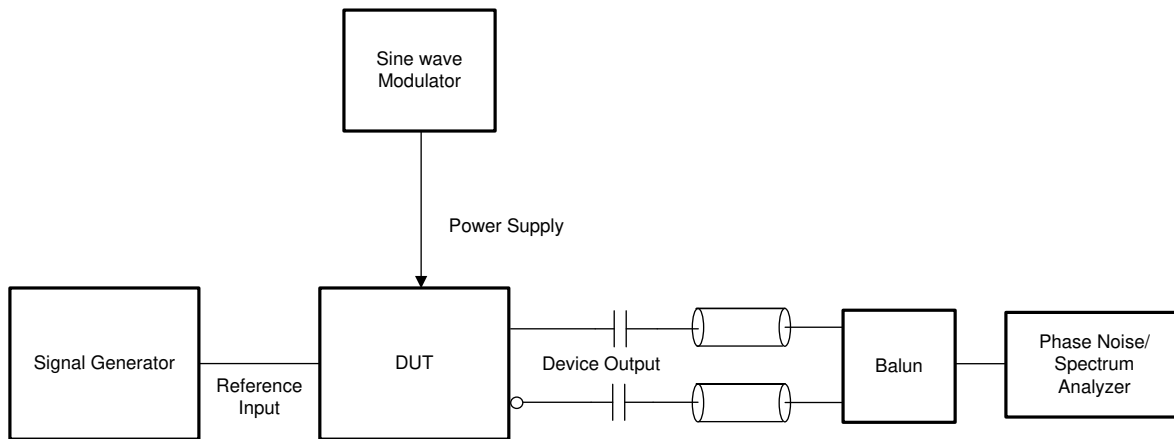 Sine wave
Modulator
Power Supply
Signal Generator
Reference
Input
DUT
Device Output
Balun
Phase Noise/
Spectrum
Analyzer